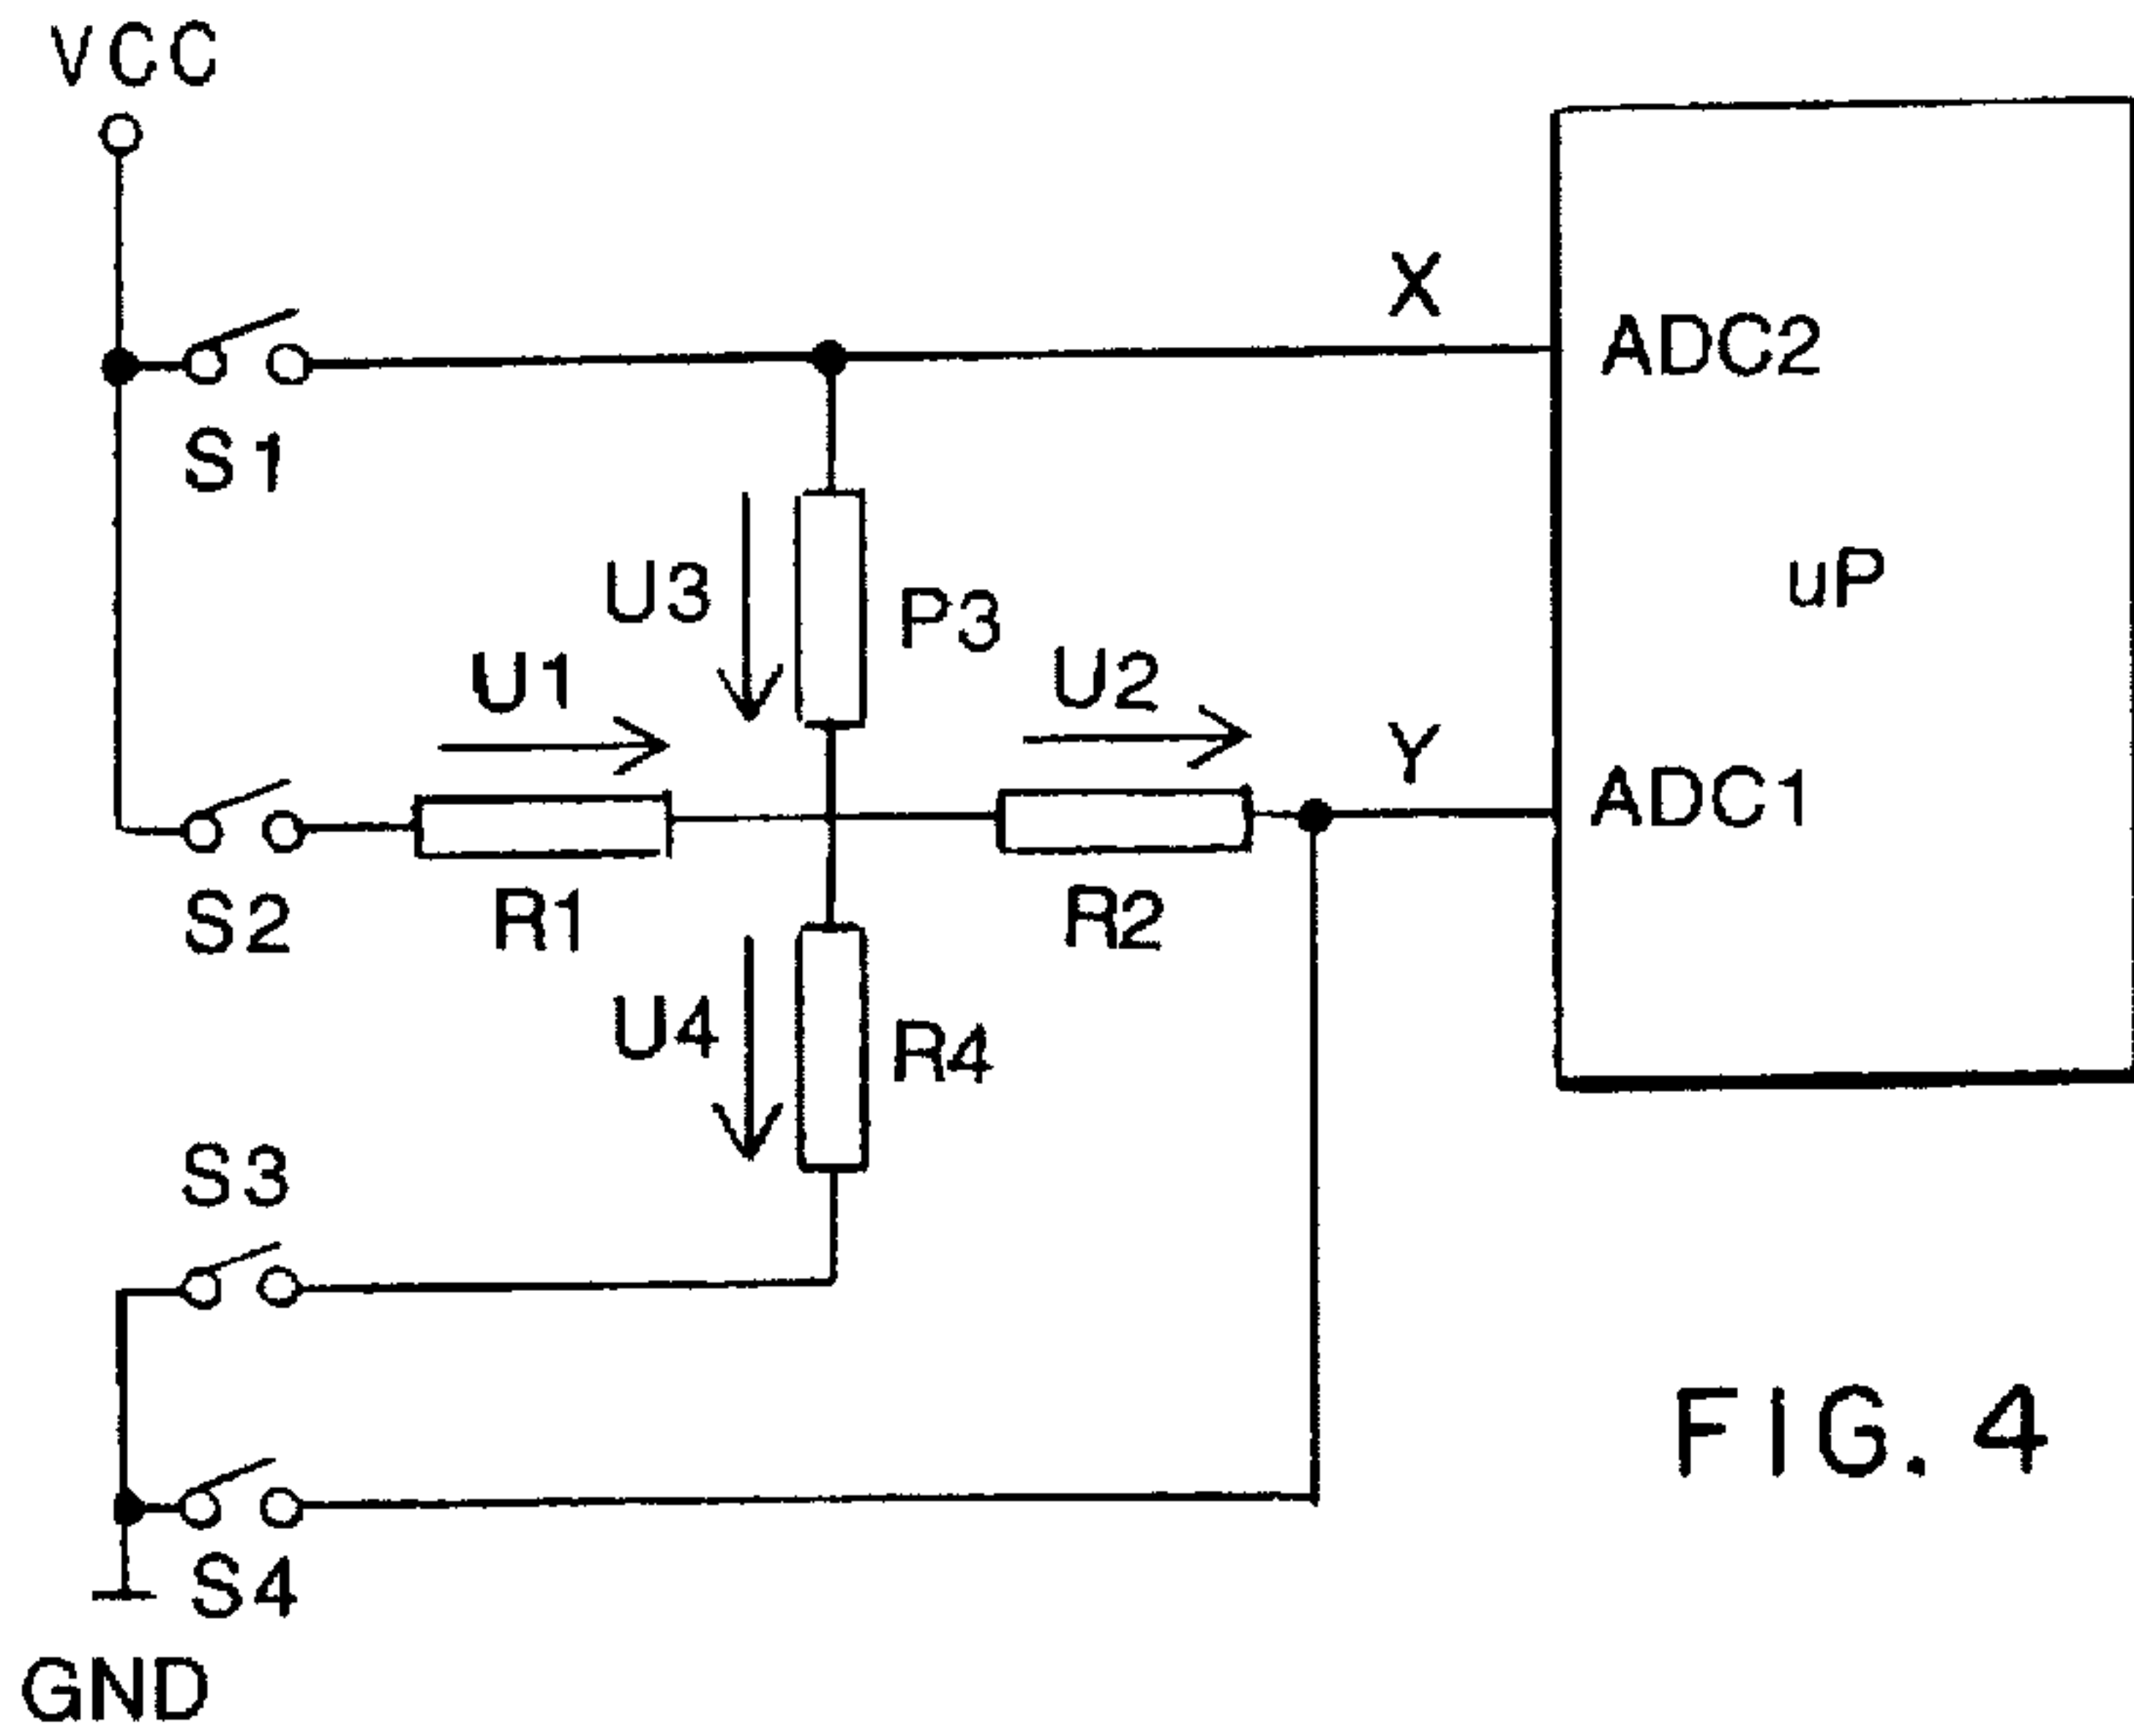 VCC
X
ADC2
S1
uP
U3
P3
U1
U2
Y
ADC1
S2
R1
R2
U4
R4
S3
FIG. 4
S4
GND